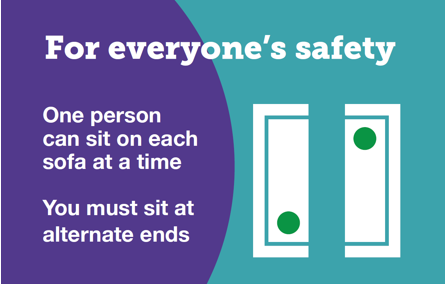 For everyone’s safety
One person
can sit on each
sofa at a time
You must sit at
alternate ends